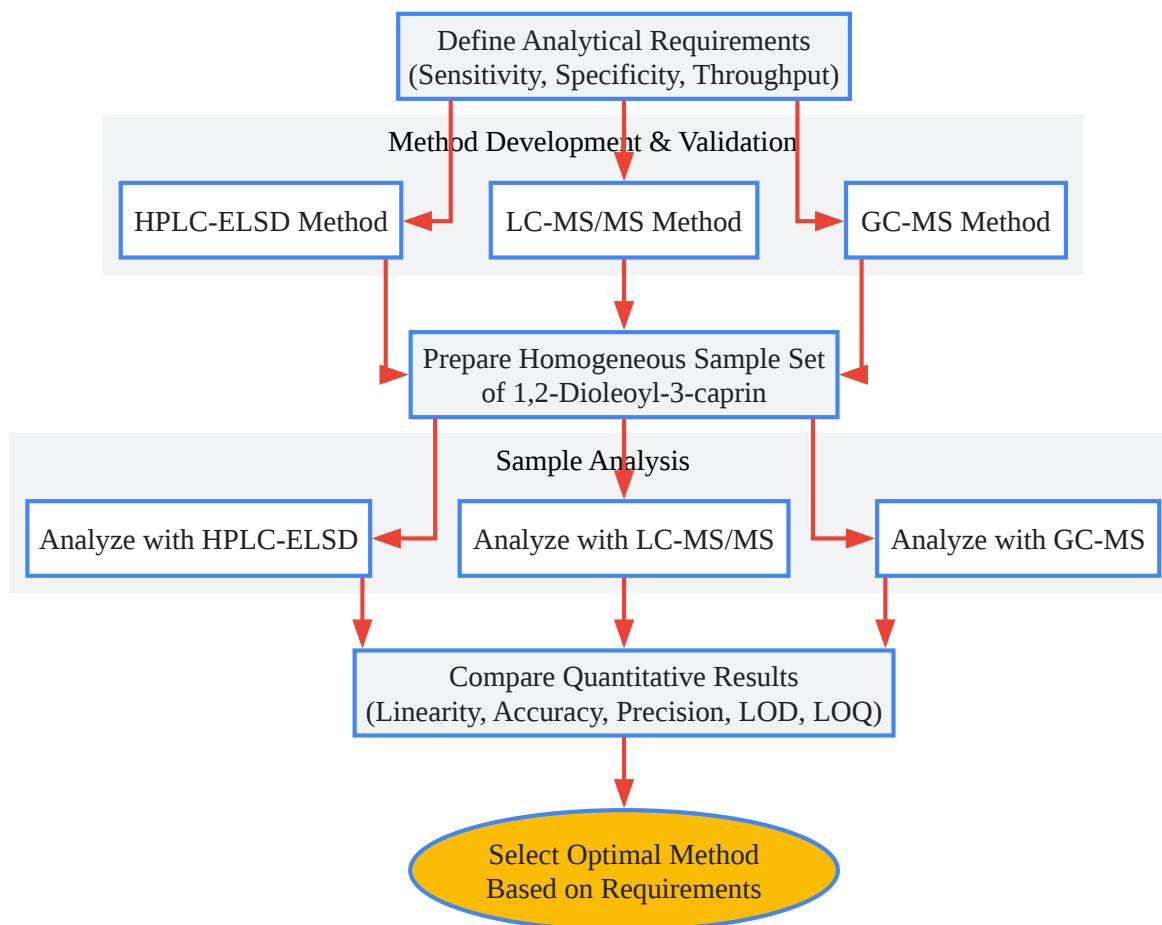 Define Analytical Requirements
(Sensitivity, Specificity, Throughput)
Method Development & Validation
HPLC-ELSD Method
LC-MS/MS Method
GC-MS Method
Prepare Homogeneous Sample Set
of 1,2-Dioleoyl-3-caprin
Sample Analysis
Analyze with HPLC-ELSD
Analyze with LC-MS/MS
Analyze with GC-MS
Compare Quantitative Results
(Linearity, Accuracy, Precision, LOD, LOQ)
Select Optimal Method
Based on Requirements